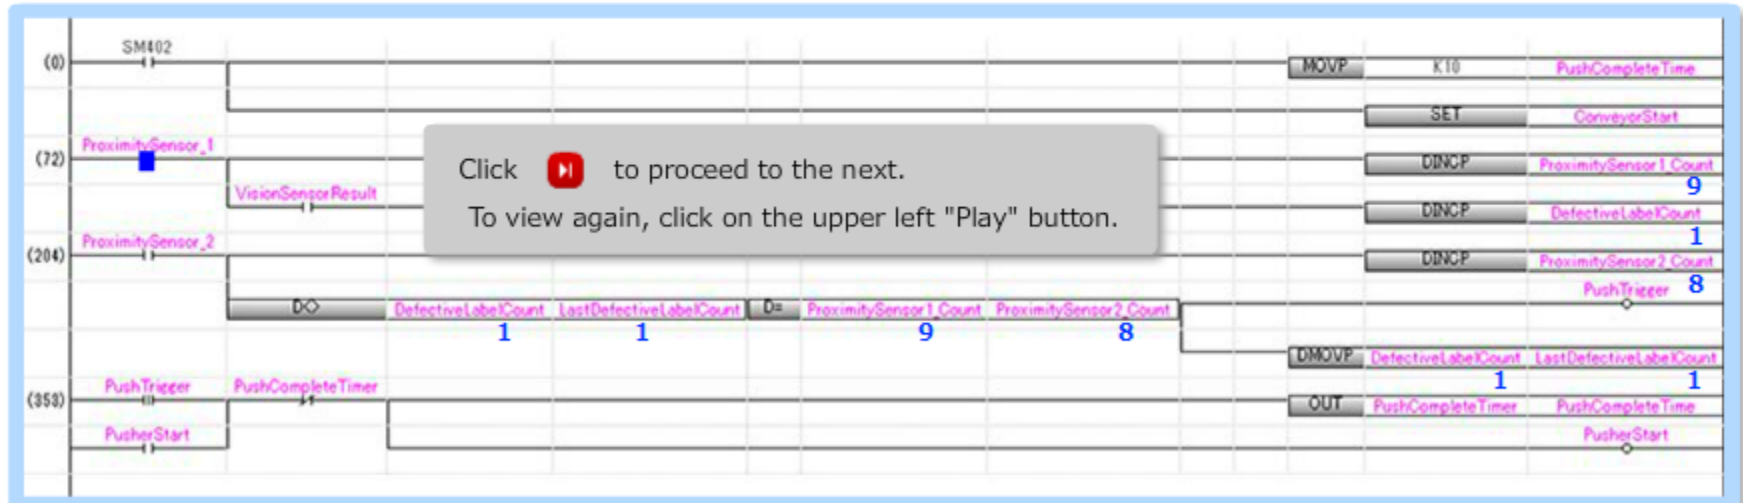 SM402
(0) MOVP K10 PushCompleteTime
SET ConveyorStart
ProximitySensor_1
(72) DINCP ProximitySensor1_Count
9
VisionSensorResult
DINCP DefectiveLabelCount
1
Click to proceed to the next.
To view again, click on the upper left "Play" button.
ProximitySensor_2
(204) DINCP ProximitySensor2_Count
8
PushTrigger
D<> DefectiveLabelCount LastDefectiveLabelCount D= ProximitySensor1_Count ProximitySensor2_Count
1 1 9 8
DMOVP DefectiveLabelCount LastDefectiveLabelCount
1 1
PushTrigger PushCompleteTimer
(353) OUT PushCompleteTimer PushCompleteTime
PusherStart PusherStart